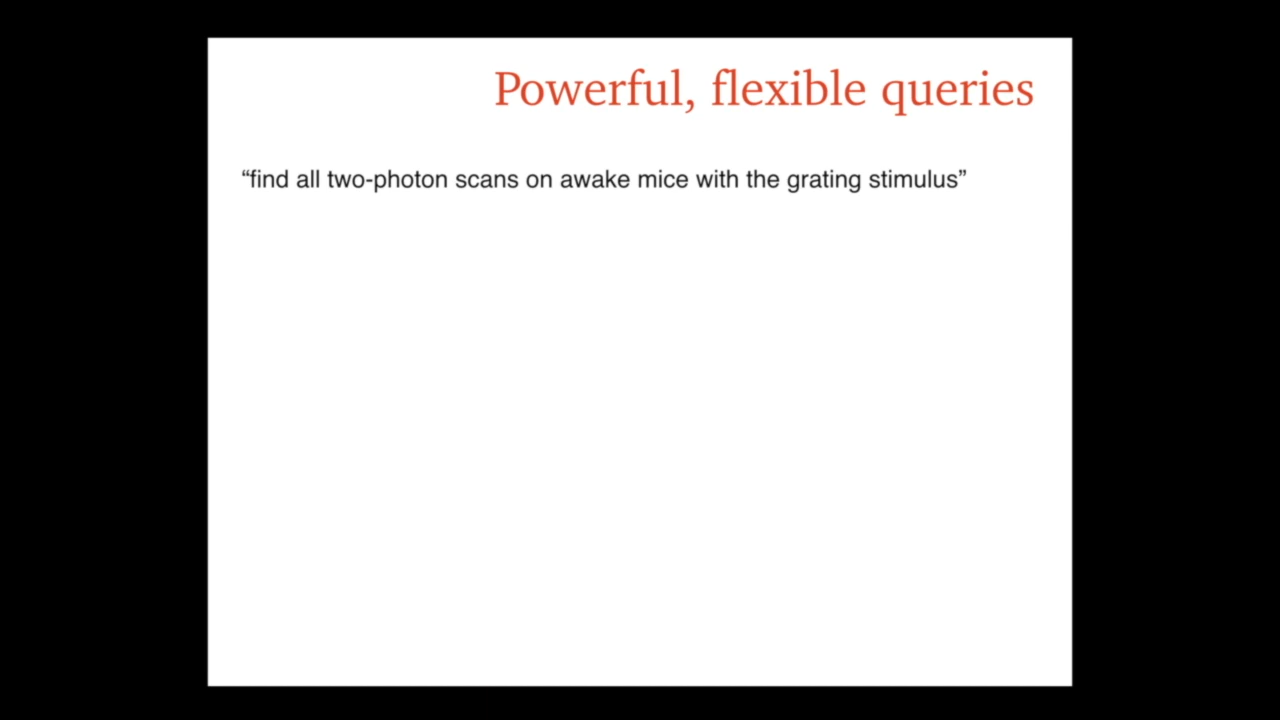 Powerful, flexible queries
“find all two-photon scans on awake mice with the grating stimulus”